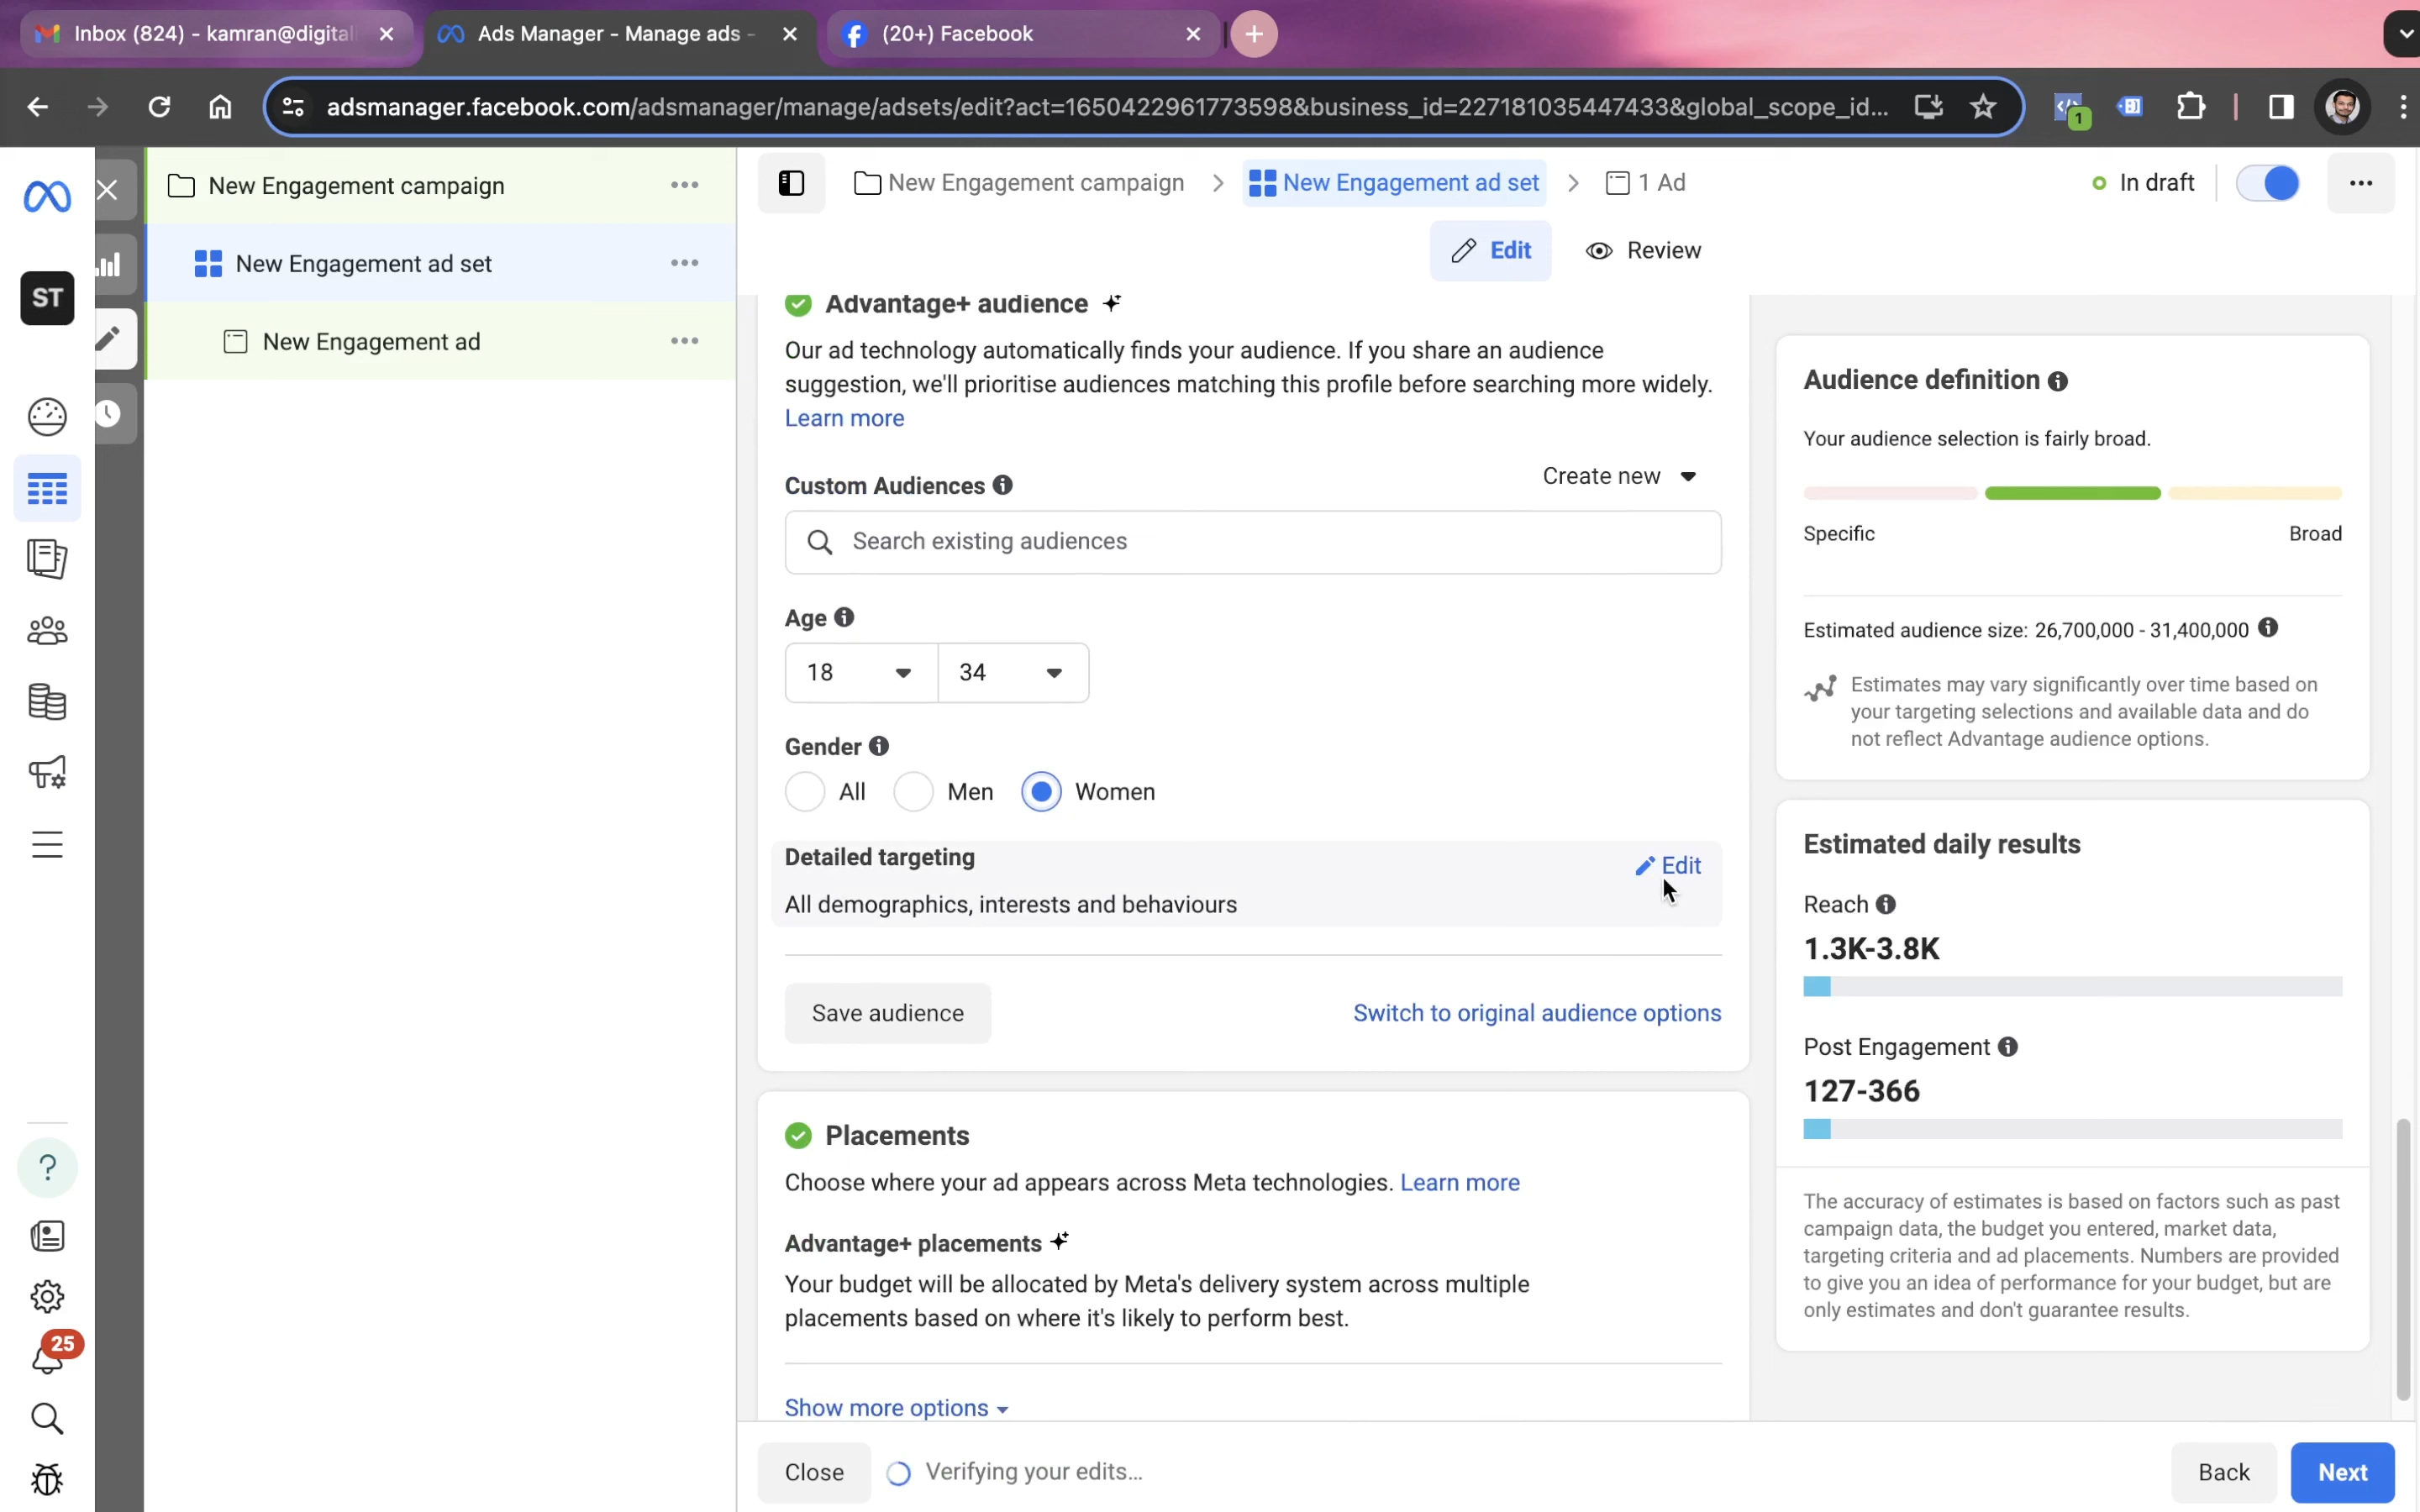 Inbox (824) - kamran@digital
Ads Manager - Manage ads -
(20+) Facebook
adsmanager.facebook.com/adsmanager/manage/adsets/edit?act=1650422961773598&business_id=227181035447433&global_scope_id...
1
ST
New Engagement campaign
New Engagement ad set
New Engagement ad
New Engagement campaign > New Engagement ad set > 1 Ad
In draft
Edit
Review
Advantage+ audience
Our ad technology automatically finds your audience. If you share an audience
suggestion, we'll prioritise audiences matching this profile before searching more widely.
Learn more
Custom Audiences
Create new
Search existing audiences
Age
18
34
Gender
All
Men
Women
Detailed targeting
Edit
All demographics, interests and behaviours
Save audience
Switch to original audience options
Placements
Choose where your ad appears across Meta technologies. Learn more
Advantage+ placements
Your budget will be allocated by Meta's delivery system across multiple
placements based on where it's likely to perform best.
Show more options
Audience definition
Your audience selection is fairly broad.
Specific
Broad
Estimated audience size: 26,700,000 - 31,400,000
Estimates may vary significantly over time based on
your targeting selections and available data and do
not reflect Advantage audience options.
Estimated daily results
Reach
1.3K-3.8K
Post Engagement
127-366
The accuracy of estimates is based on factors such as past
campaign data, the budget you entered, market data,
targeting criteria and ad placements. Numbers are provided
to give you an idea of performance for your budget, but are
only estimates and don't guarantee results.
25
Close
Verifying your edits...
Back
Next